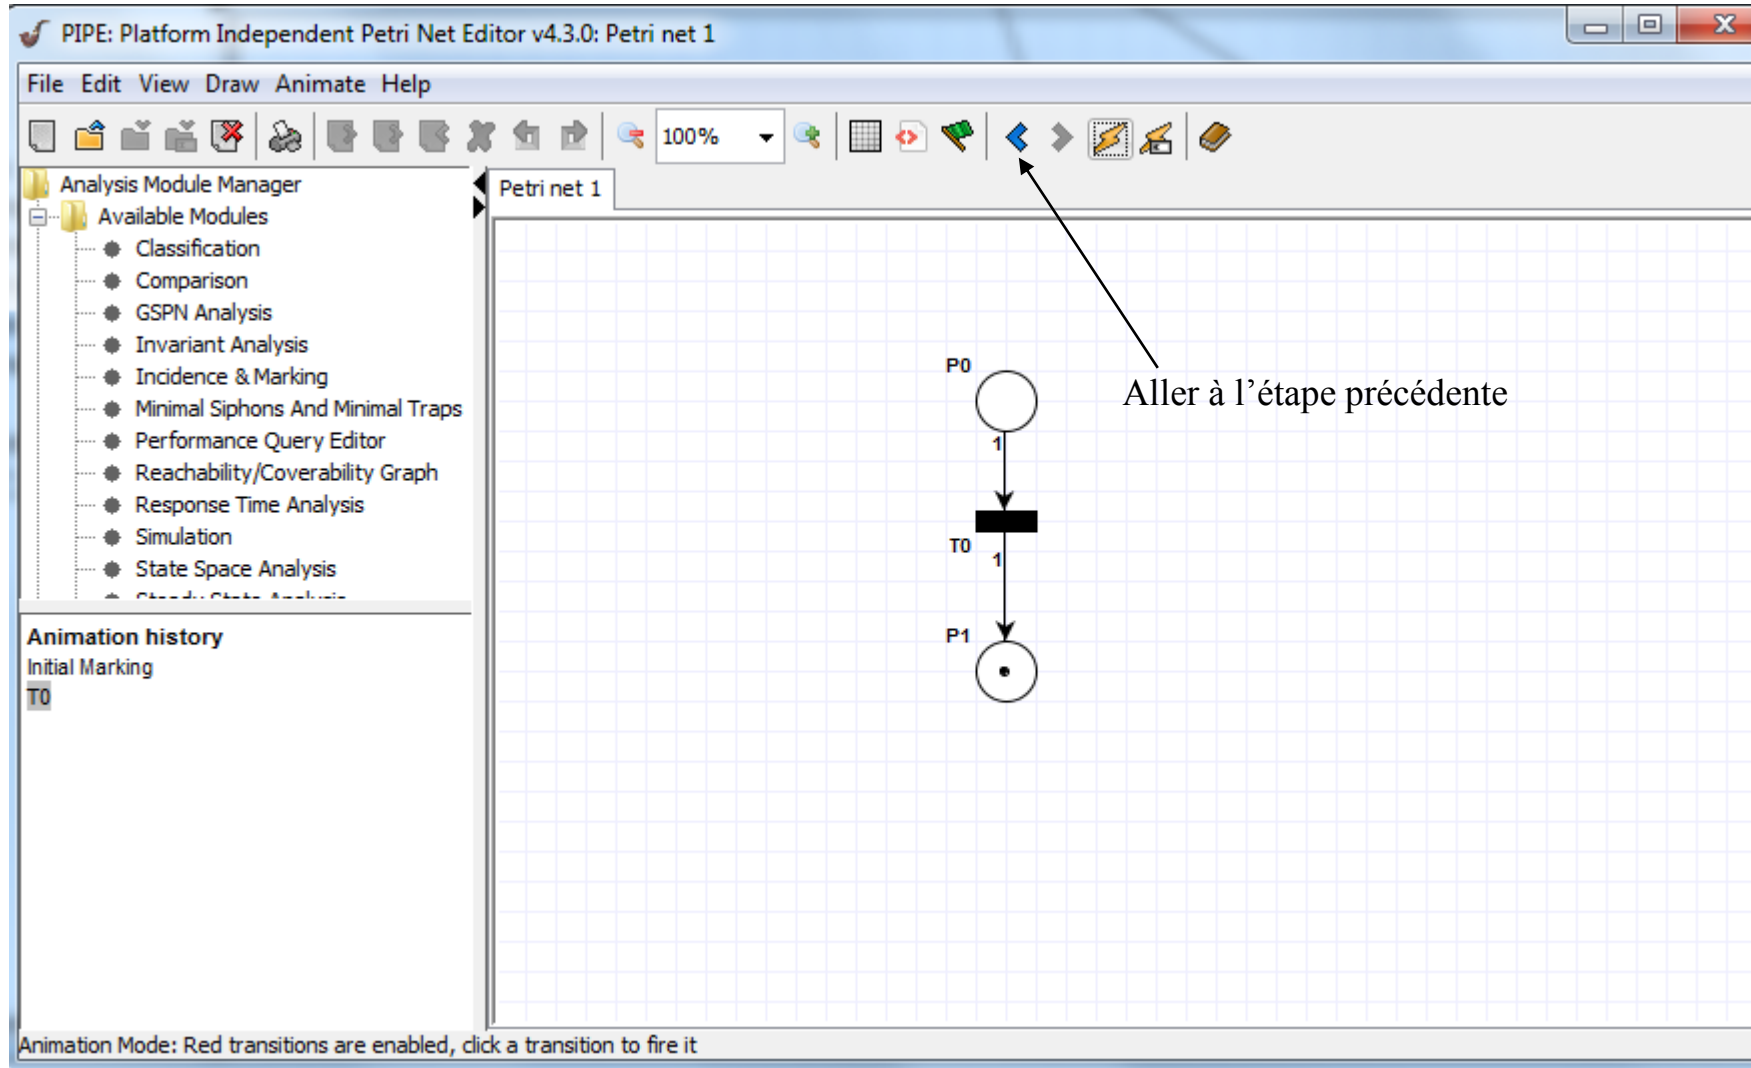 PIPE: Platform Independent Petri Net Editor v4.3.0: Petri net 1
File Edit View Draw Animate Help
100%
Analysis Module Manager
Available Modules
Classification
Comparison
GSPN Analysis
Invariant Analysis
Incidence & Marking
Minimal Siphons And Minimal Traps
Performance Query Editor
Reachability/Coverability Graph
Response Time Analysis
Simulation
State Space Analysis
Steady State Analysis
Animation history
Initial Marking
T0
Petri net 1
P0
1
T0
1
P1
Aller à l’étape précédente
Animation Mode: Red transitions are enabled, click a transition to fire it